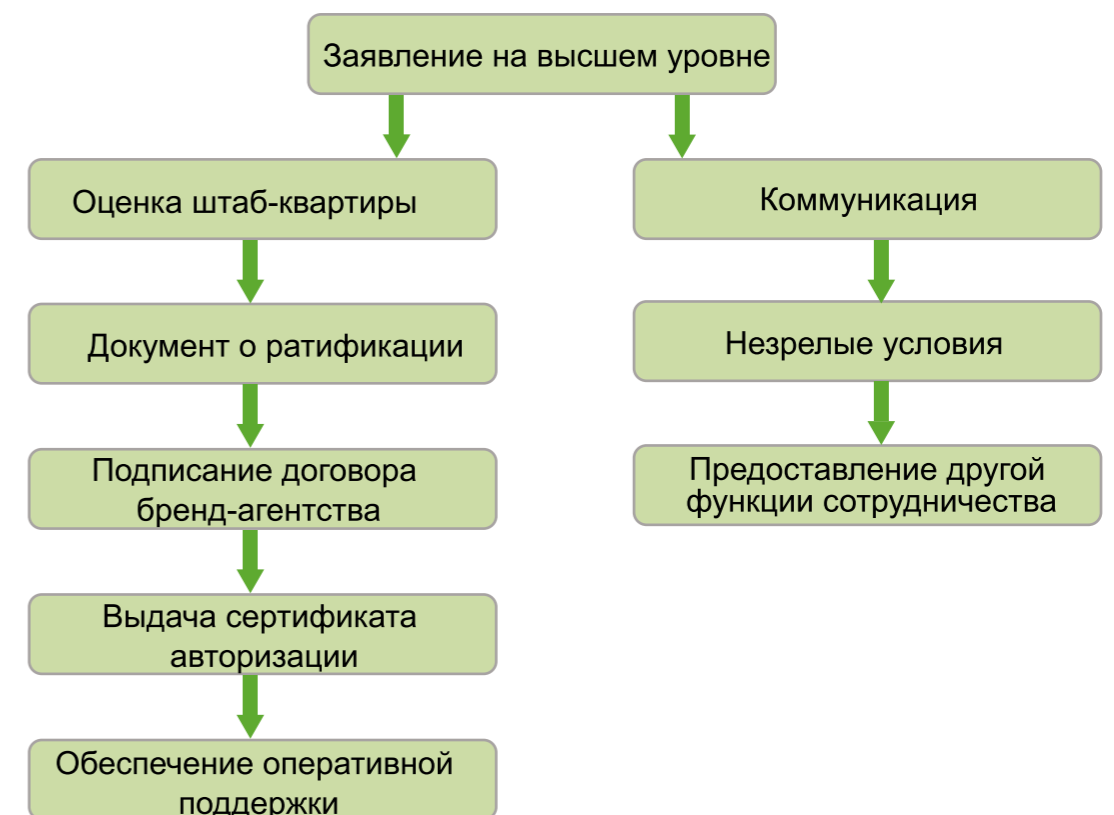 Заявление на высшем уровне
Оценка штаб-квартиры
Коммуникация
Документ о ратификации
Незрелые условия
Подписание договора
бренд-агентства
Предоставление другой
функции сотрудничества
Выдача сертификата
авторизации
Обеспечение оперативной
поддержки